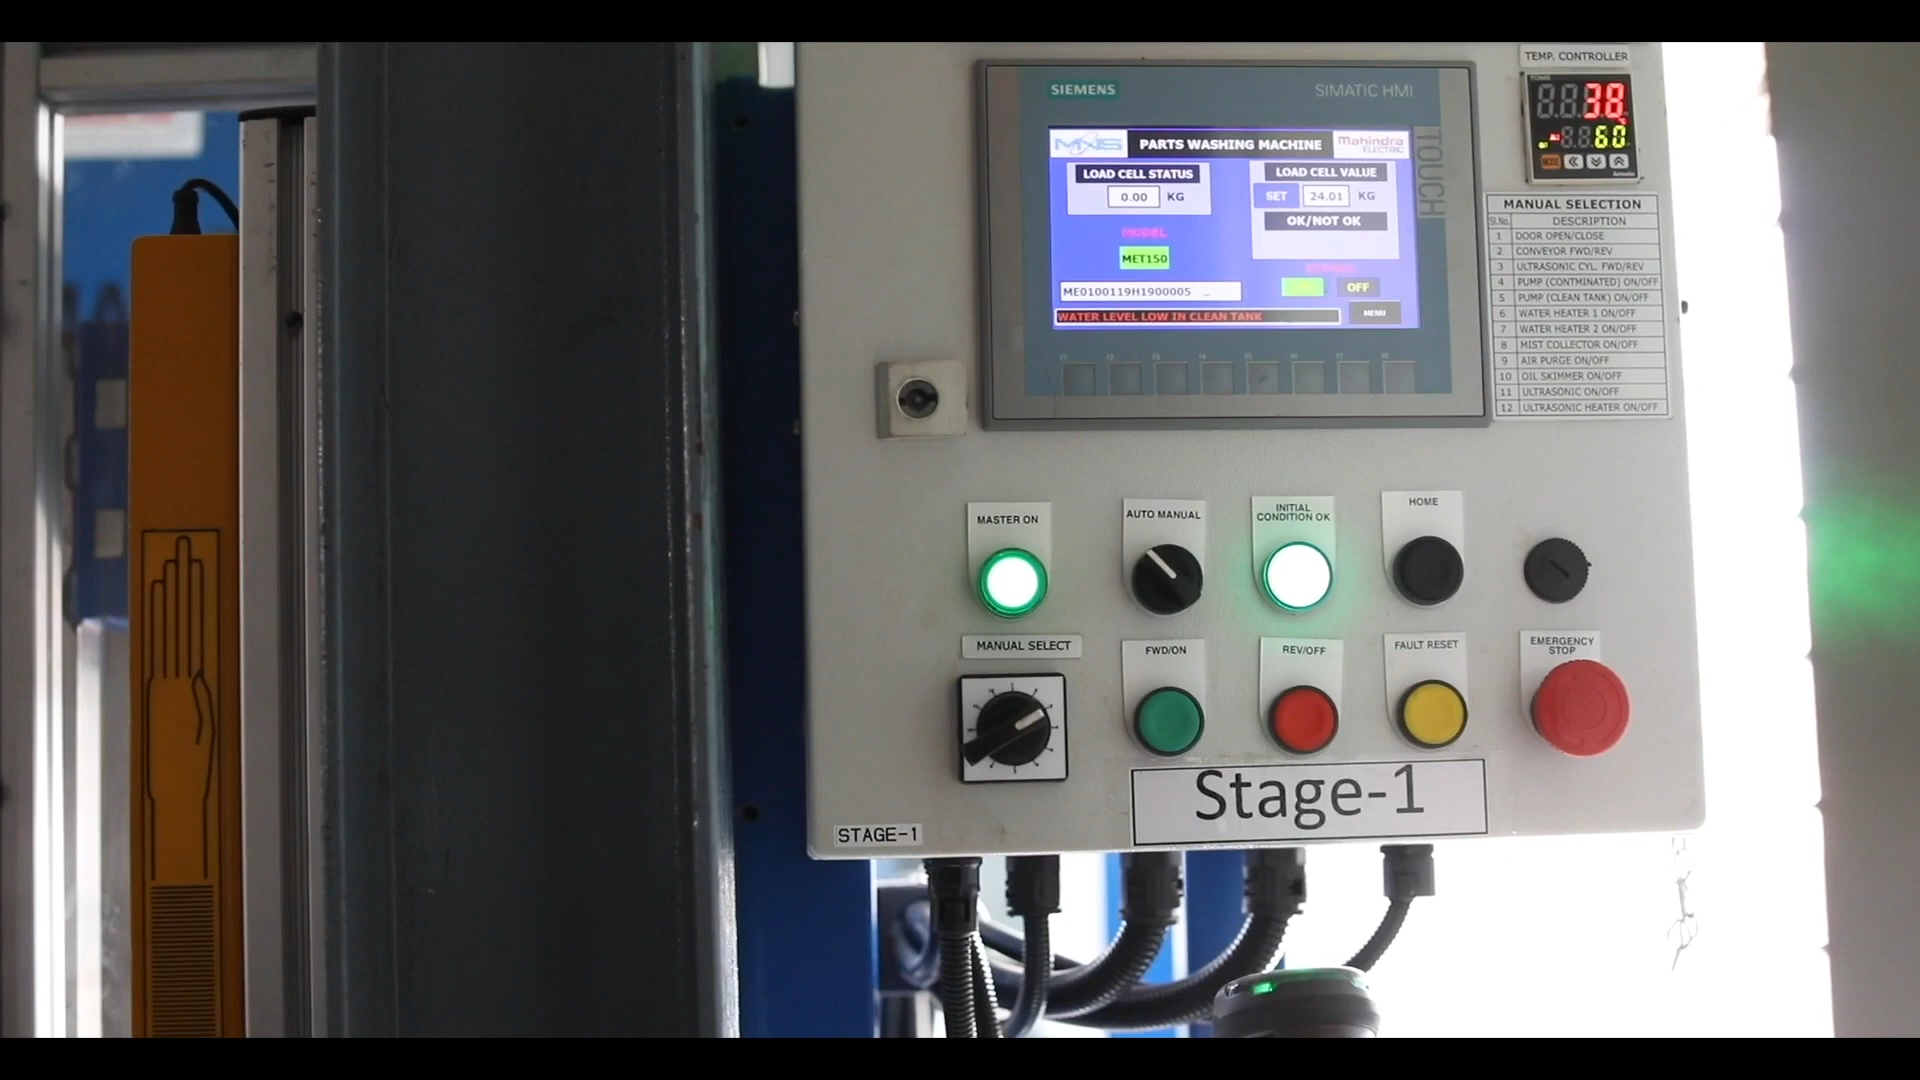 TEMP. CONTROLLER
SIEMENS
SIMATIC HMI
TOUCH
38
60
MODE
Autonics
PARTS WASHING MACHINE
Mahindra
ELECTRIC
LOAD CELL STATUS
0.00 KG
LOAD CELL VALUE
SET 24.01 KG
OK/NOT OK
MODEL
MET150
OFF
ME0100119H1900005
WATER LEVEL LOW IN CLEAN TANK
MENU
MANUAL SELECTION
Sl.No. DESCRIPTION
1 DOOR OPEN/CLOSE
2 CONVEYOR FWD/REV
3 ULTRASONIC CYL. FWD/REV
4 PUMP (CONTMINATED) ON/OFF
5 PUMP (CLEAN TANK) ON/OFF
6 WATER HEATER 1 ON/OFF
7 WATER HEATER 2 ON/OFF
8 MIST COLLECTOR ON/OFF
9 AIR PURGE ON/OFF
10 OIL SKIMMER ON/OFF
11 ULTRASONIC ON/OFF
12 ULTRASONIC HEATER ON/OFF
MASTER ON
AUTO MANUAL
INITIAL
CONDITION OK
HOME
MANUAL SELECT
FWD/ON
REV/OFF
FAULT RESET
EMERGENCY
STOP
Stage-1
STAGE-1